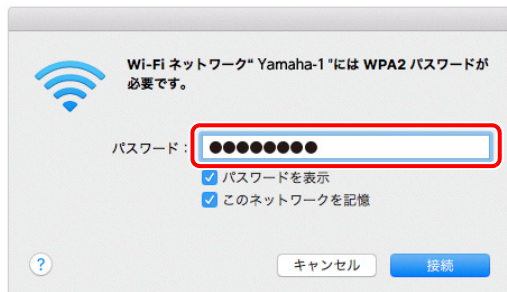 Wi-Fi ネットワーク“ Yamaha-1 "には WPA2 パスワードが
必要です。
パスワード: ●●●●●●●●
パスワードを表示
このネットワークを記憶
? キャンセル 接続